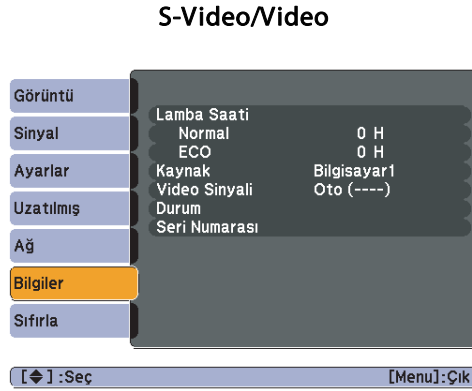 S-Video/Video
Görüntü
Sinyal
Ayarlar
Uzatılmış
Ağ
Bilgiler
Sıfırla
Lamba Saati
Normal 0 H
ECO 0 H
Kaynak Bilgisayar1
Video Sinyali Oto (----)
Durum
Seri Numarası
[◆] :Seç [Menu]:Çık